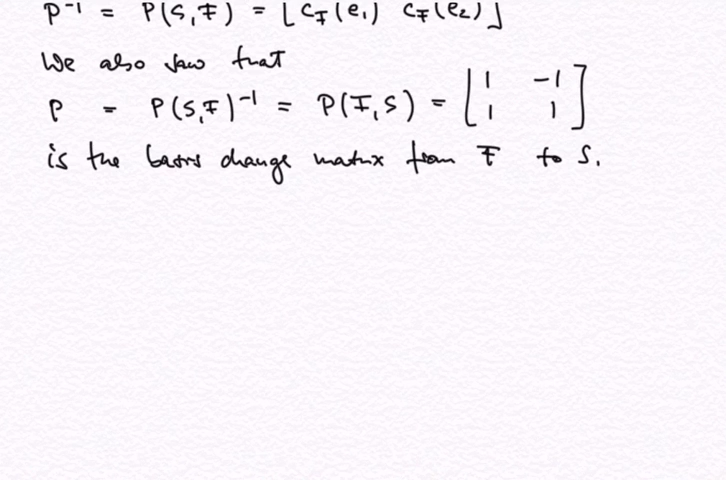 P⁻¹ = P(S,F) = [ C_F(e₁) C_F(e₂) ]
We also saw that
P = P(S,F)⁻¹ = P(F,S) = [ 1 -1 ; 1 1 ]
is the basis change matrix from F to S.